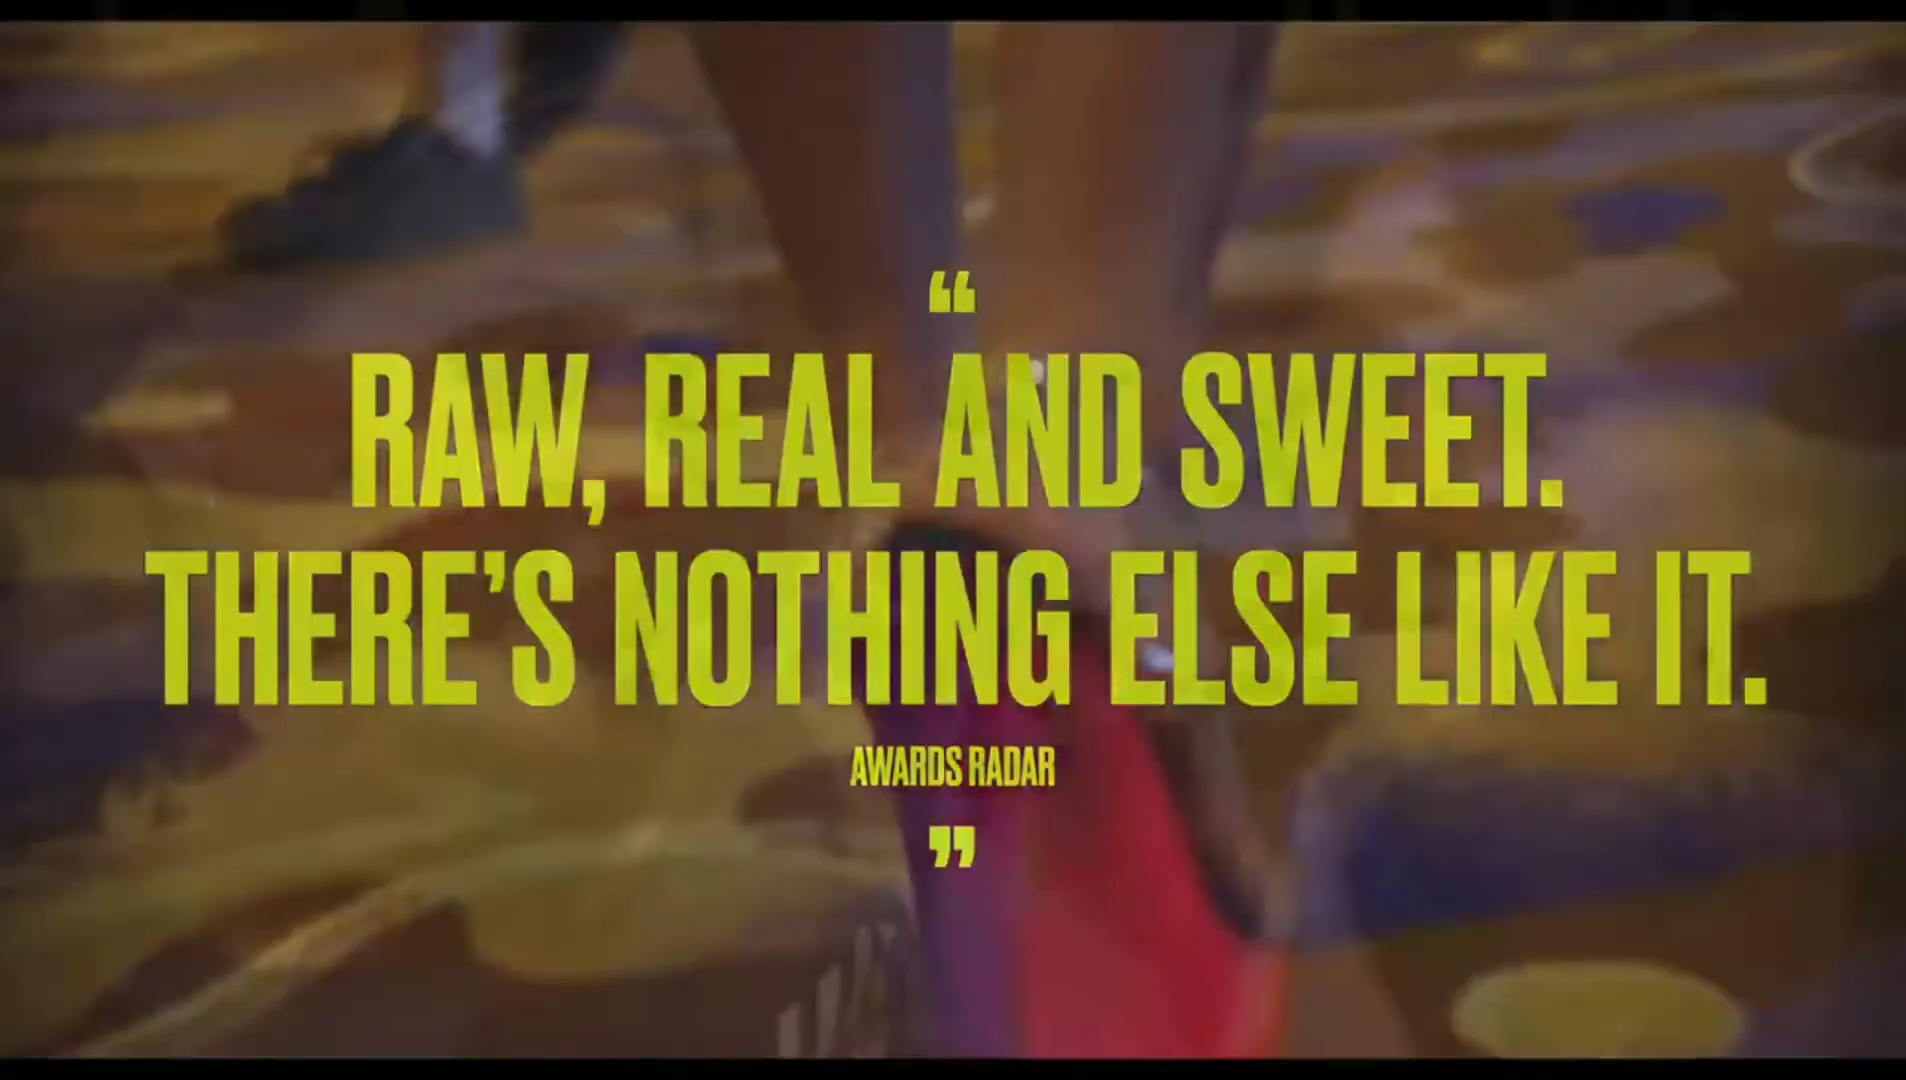 “
RAW, REAL AND SWEET.
THERE’S NOTHING ELSE LIKE IT.
AWARDS RADAR
”